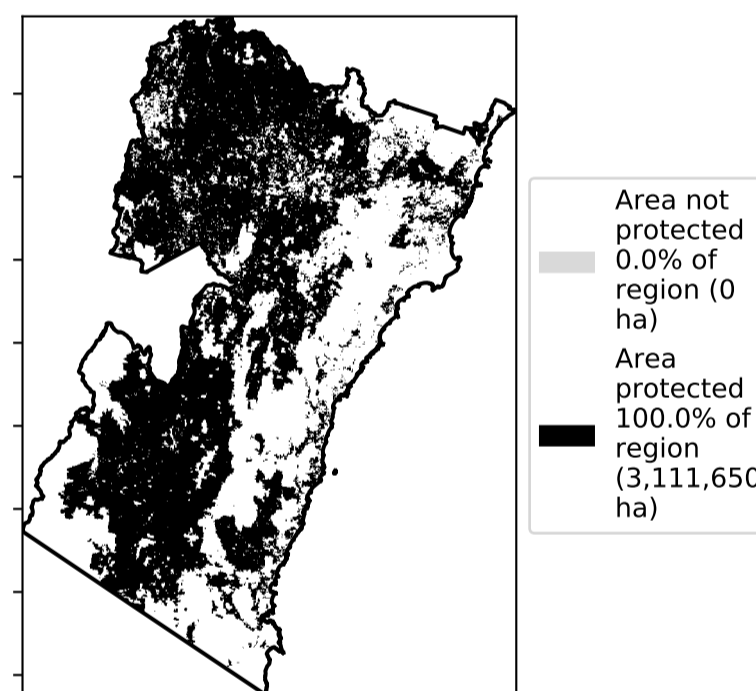 Area not
protected
0.0% of
region (0
ha)
Area
protected
100.0% of
region
(3,111,650
ha)